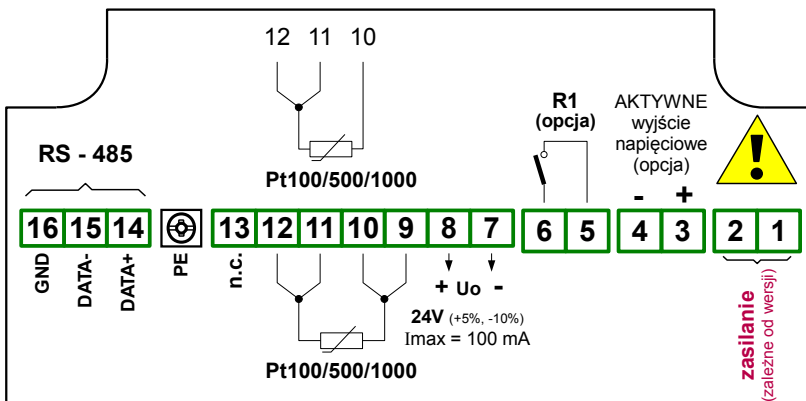 12 11 10
Pt100/500/1000
RS - 485
R1
(opcja)
AKTYWNE
wyjście
napięciowe
(opcja)
- +
16 15 14 13 12 11 10 9 8 7 6 5 4 3 2 1
GND
DATA-
DATA+
PE
n.c.
+ Uo -
24V (+5%, -10%)
Imax = 100 mA
Pt100/500/1000
zasilanie
(zależne od wersji)